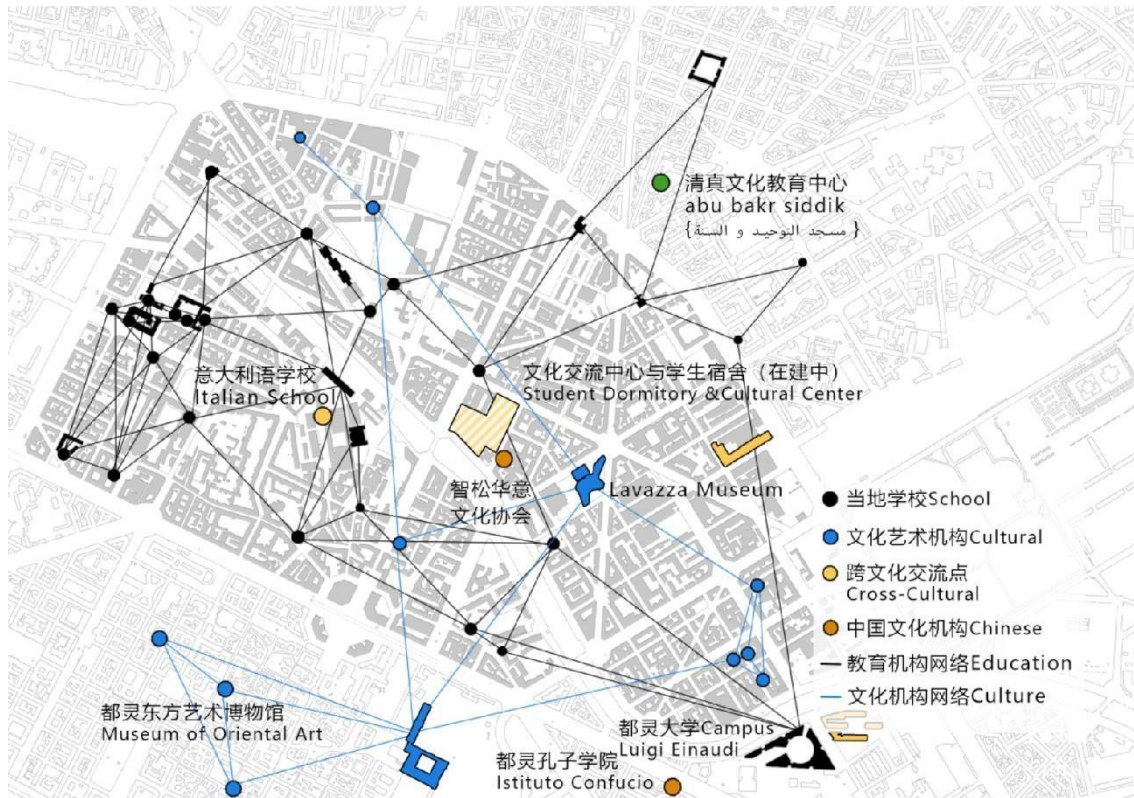 清真文化教育中心
abu bakr siddik
{مسجد التوحيد و السنة}
意大利语学校
Italian School
文化交流中心与学生宿舍（在建中）
Student Dormitory &Cultural Center
智松华意
文化协会
Lavazza Museum
当地学校School
文化艺术机构Cultural
跨文化交流点
Cross-Cultural
中国文化机构Chinese
教育机构网络Education
文化机构网络Culture
都灵东方艺术博物馆
Museum of Oriental Art
都灵大学Campus
Luigi Einaudi
都灵孔子学院
Istituto Confucio